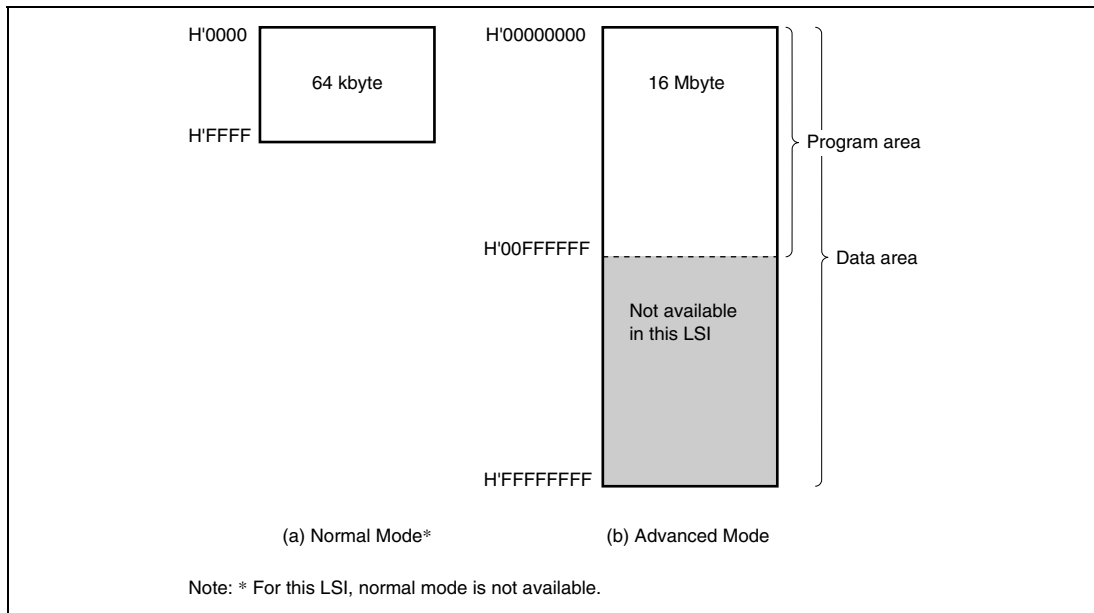 H'0000
64 kbyte
H'FFFF
(a) Normal Mode*
H'00000000
16 Mbyte
Program area
H'00FFFFFF
Data area
Not available
in this LSI
H'FFFFFFFF
(b) Advanced Mode
Note: * For this LSI, normal mode is not available.